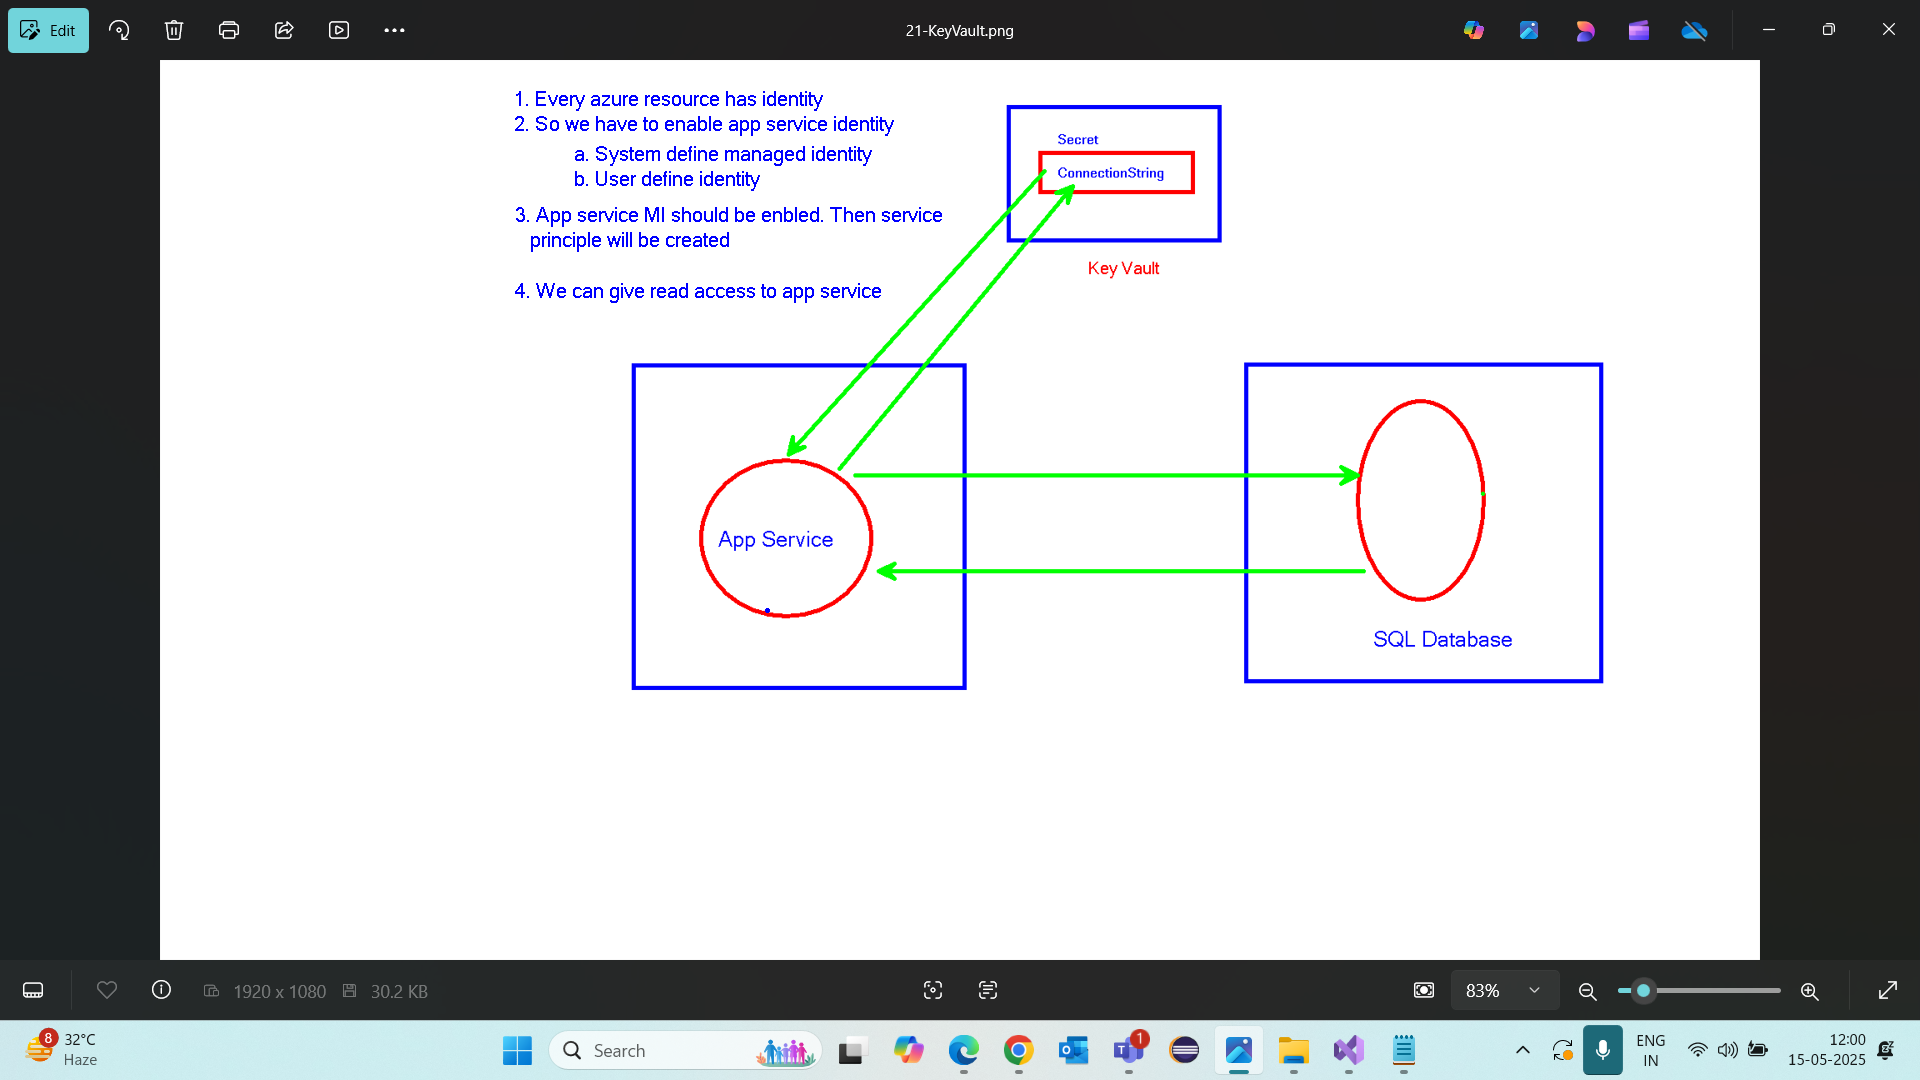 Edit
21-KeyVault.png
1. Every azure resource has identity
2. So we have to enable app service identity
a. System define managed identity
b. User define identity
3. App service MI should be enbled. Then service
principle will be created
4. We can give read access to app service
Secret
ConnectionString
Key Vault
App Service
SQL Database
1920 x 1080
30.2 KB
83%
8
32°C
Haze
Search
1
ENG
IN
12:00
15-05-2025